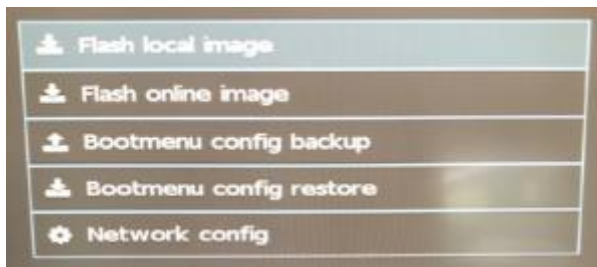 Flash local image
Flash online image
Bootmenu config backup
Bootmenu config restore
Network config